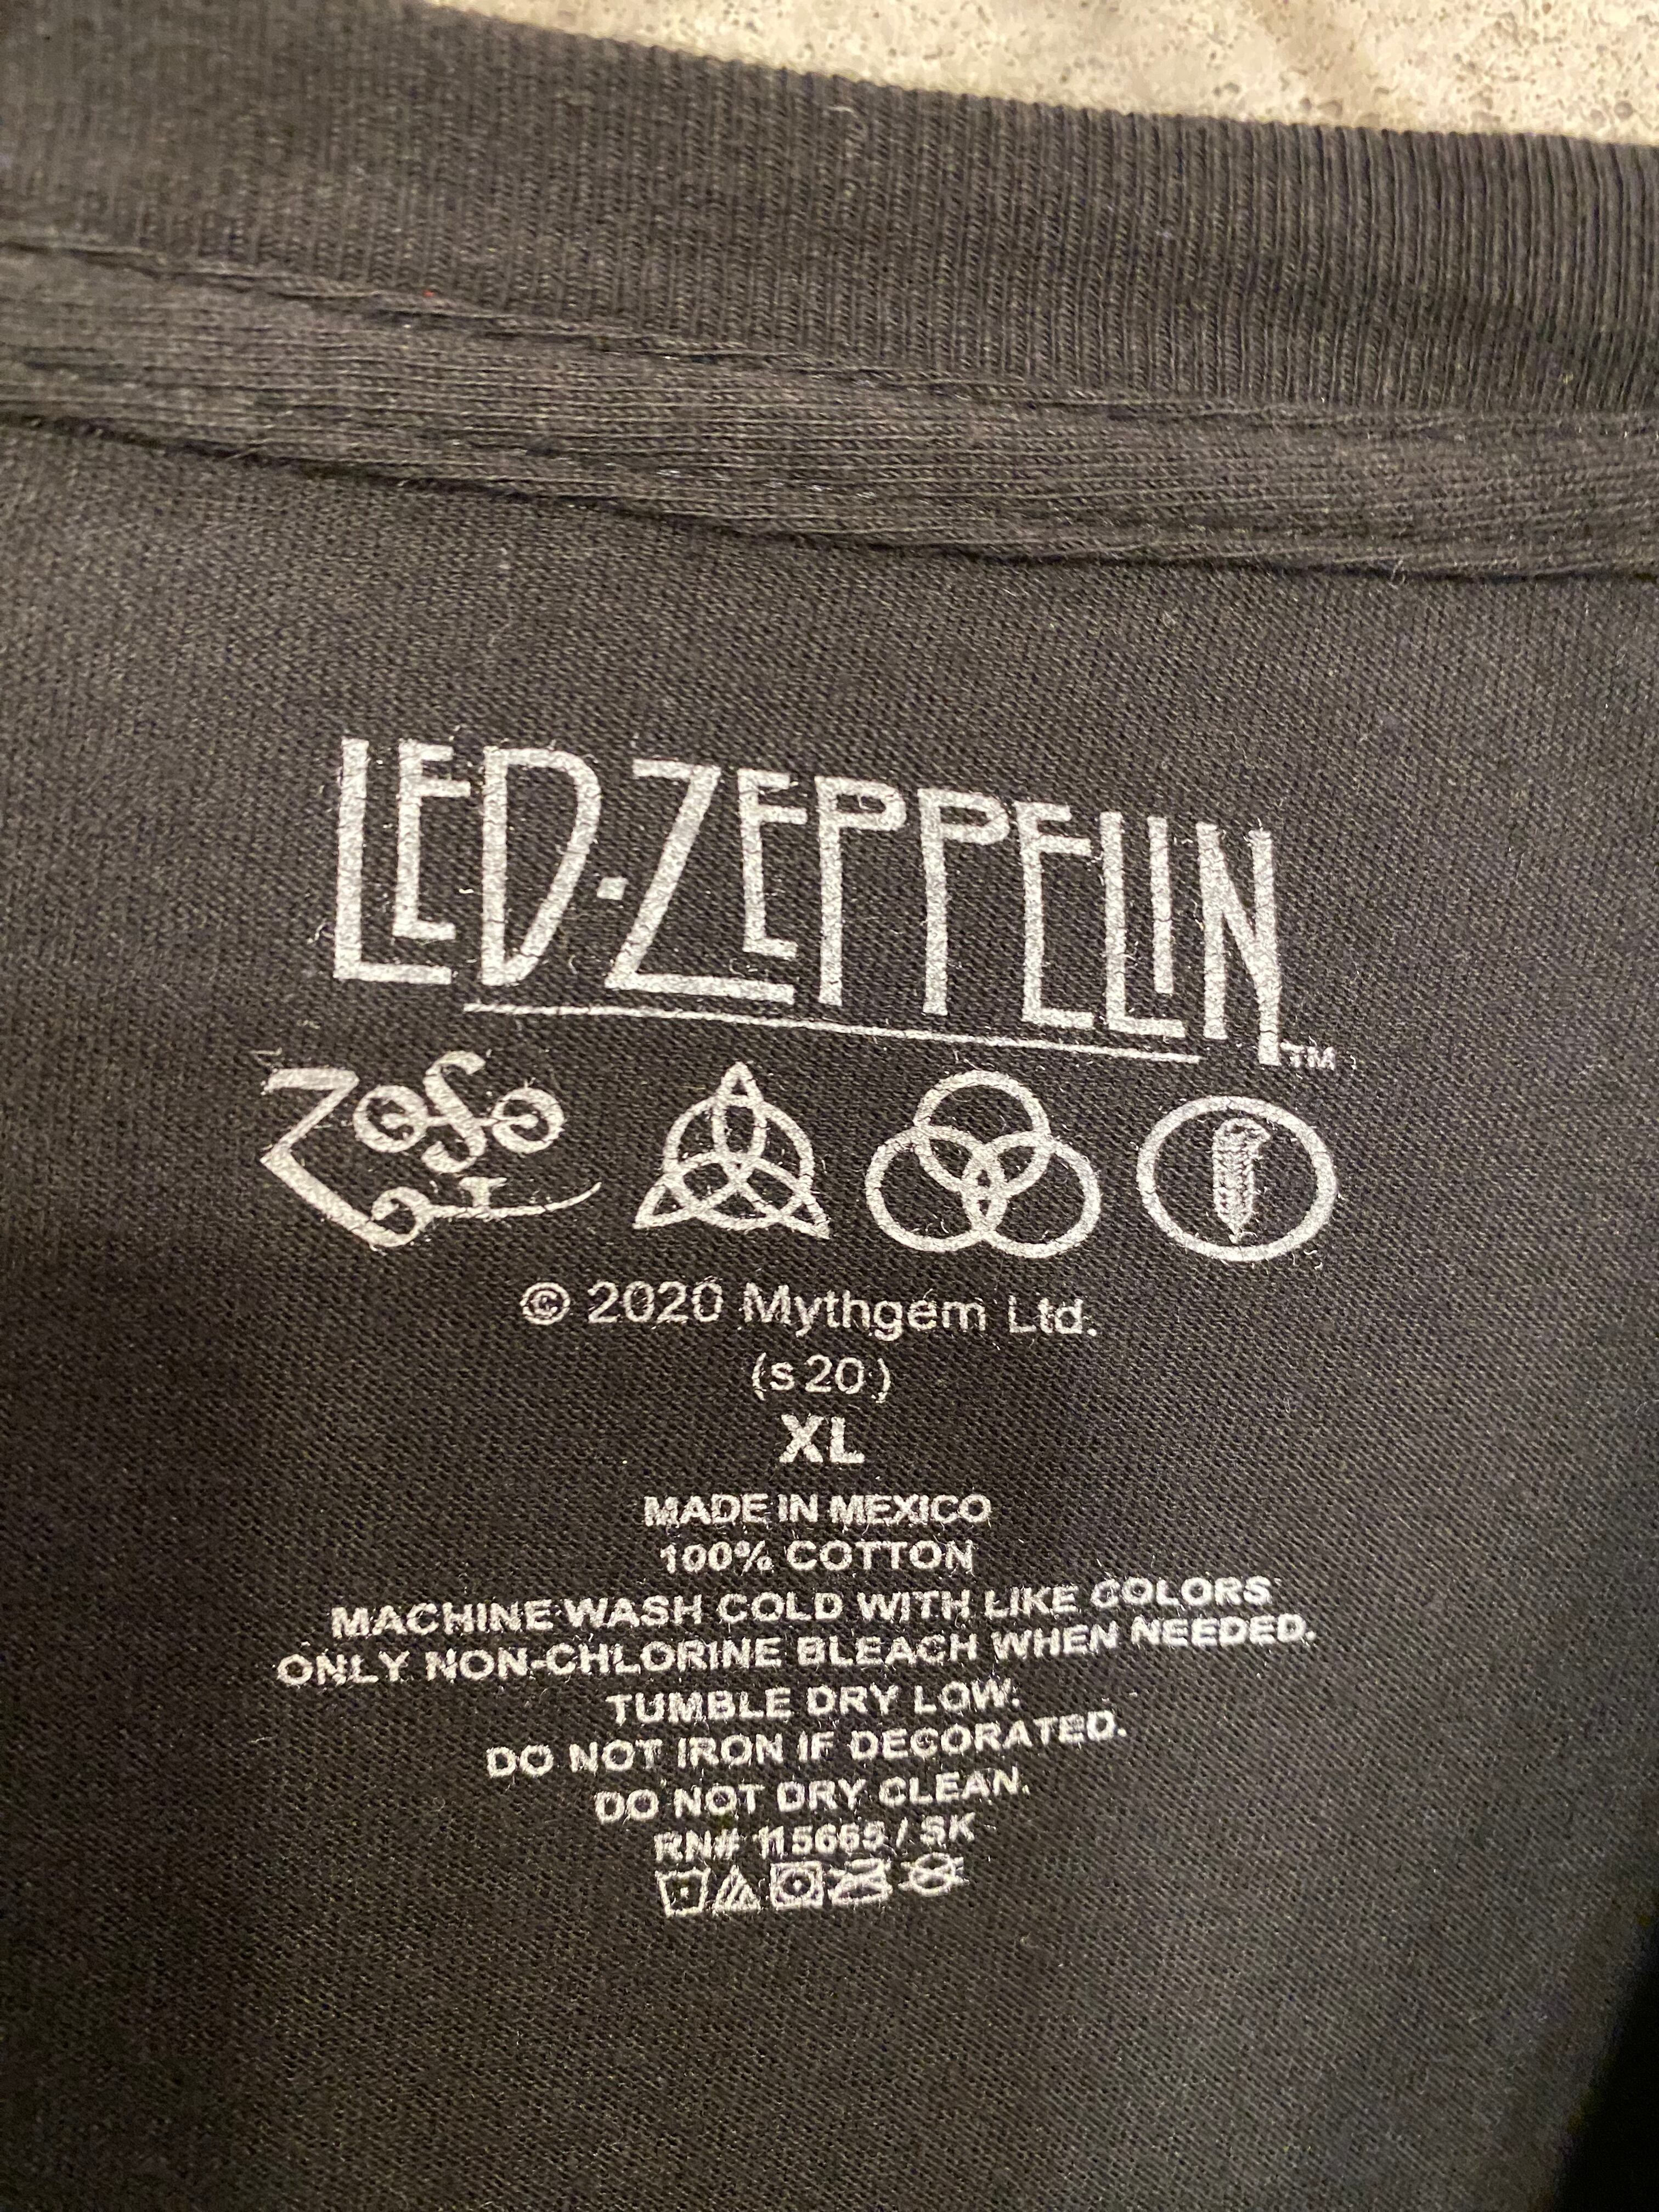 LED·ZEPPELIN™
ZOSO
© 2020 Mythgem Ltd.
(s 20)
XL
MADE IN MEXICO
100% COTTON
MACHINE WASH COLD WITH LIKE COLORS
ONLY NON-CHLORINE BLEACH WHEN NEEDED.
TUMBLE DRY LOW.
DO NOT IRON IF DECORATED.
DO NOT DRY CLEAN.
RN# 115665 / SK